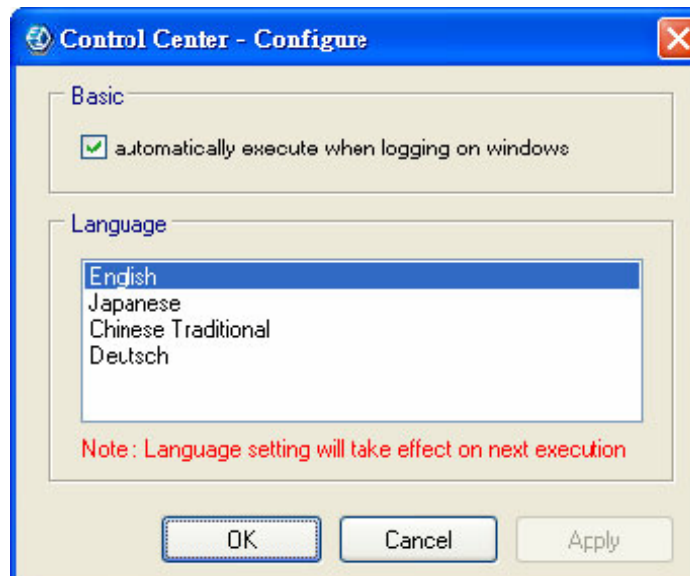 Control Center - Configure
Basic
automatically execute when logging on windows
Language
English
Japanese
Chinese Traditional
Deutsch
Note : Language setting will take effect on next execution
OK
Cancel
Apply